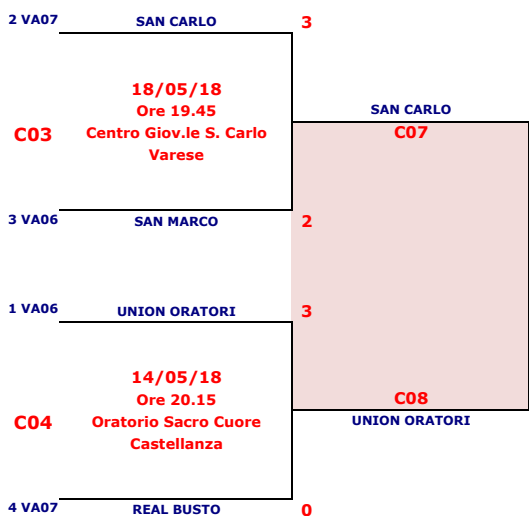 2 VA07 SAN CARLO 3
18/05/18
Ore 19.45
C03 Centro Giov.le S. Carlo
Varese
SAN CARLO
C07
3 VA06 SAN MARCO 2
1 VA06 UNION ORATORI 3
14/05/18
Ore 20.15
C04 Oratorio Sacro Cuore
Castellanza
C08
UNION ORATORI
4 VA07 REAL BUSTO 0